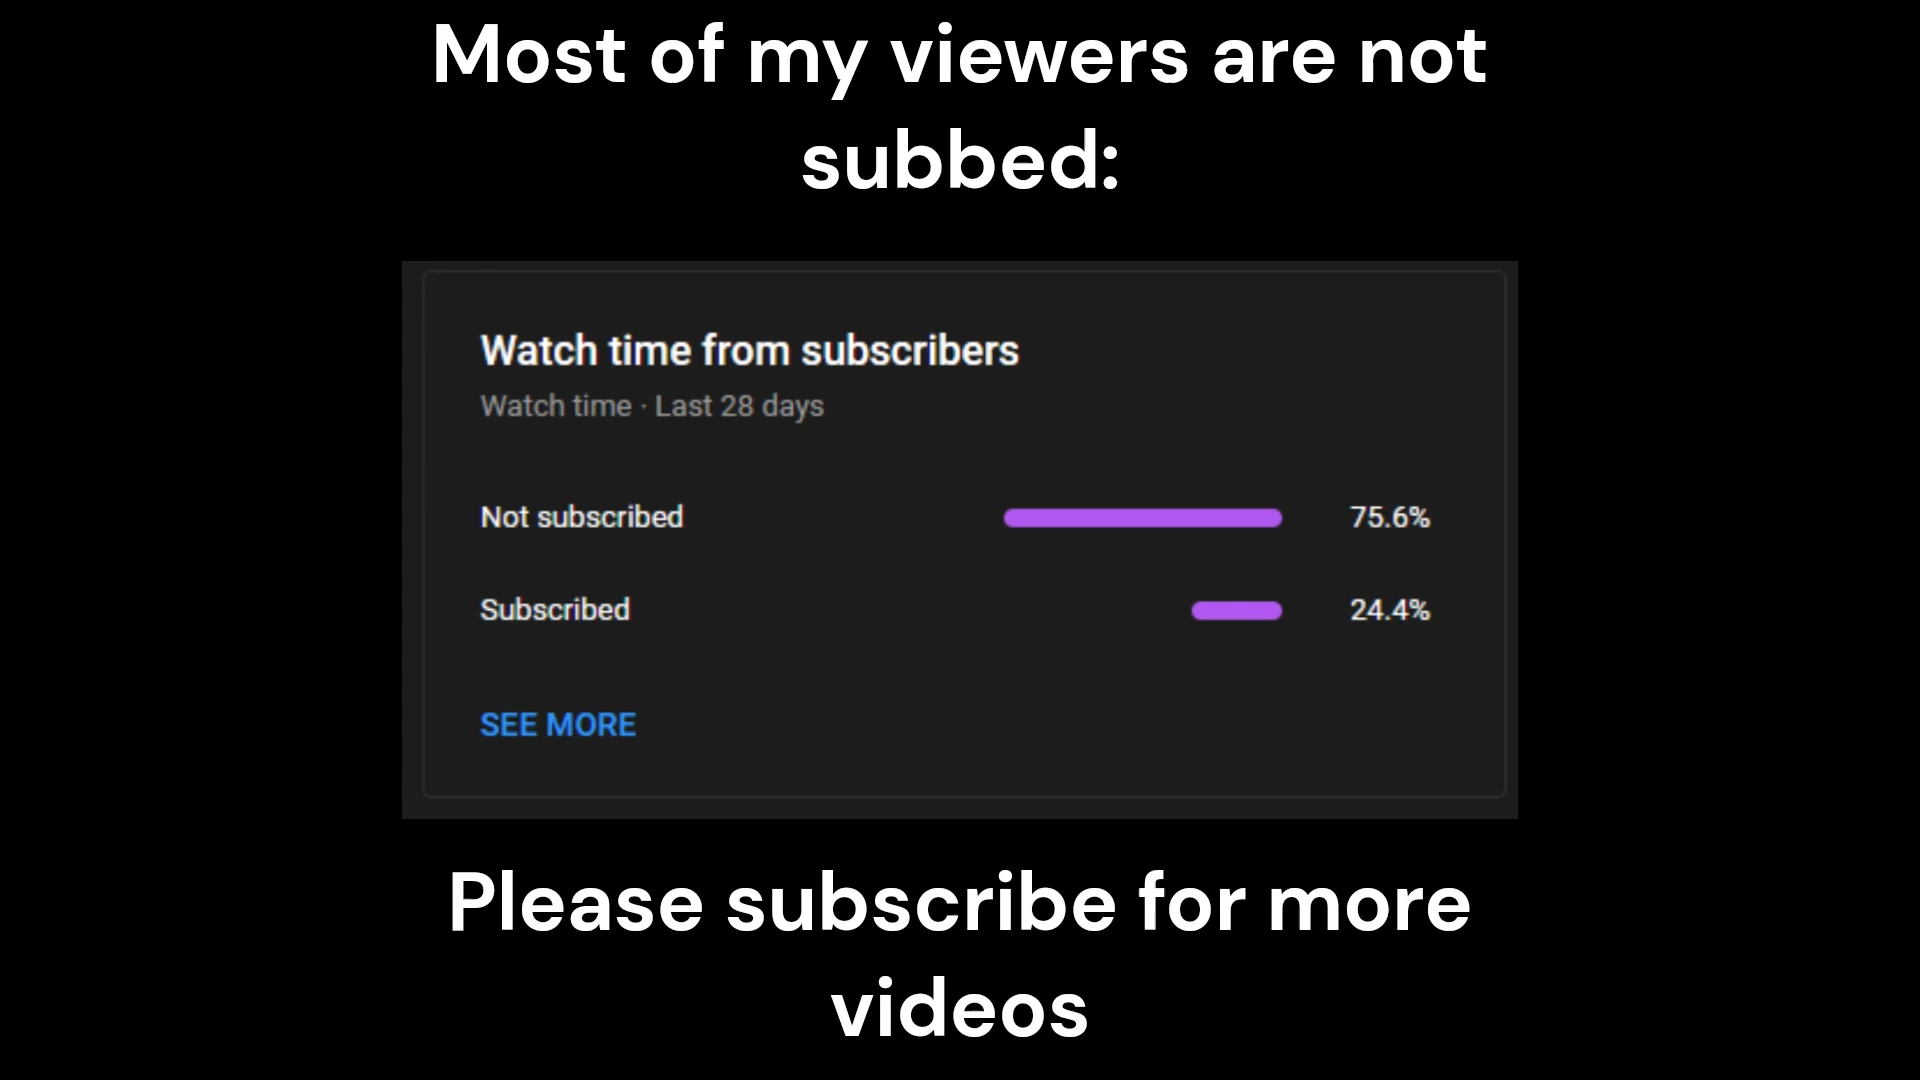 Most of my viewers are not
subbed:
Watch time from subscribers
Watch time · Last 28 days
Not subscribed 75.6%
Subscribed 24.4%
SEE MORE
Please subscribe for more
videos